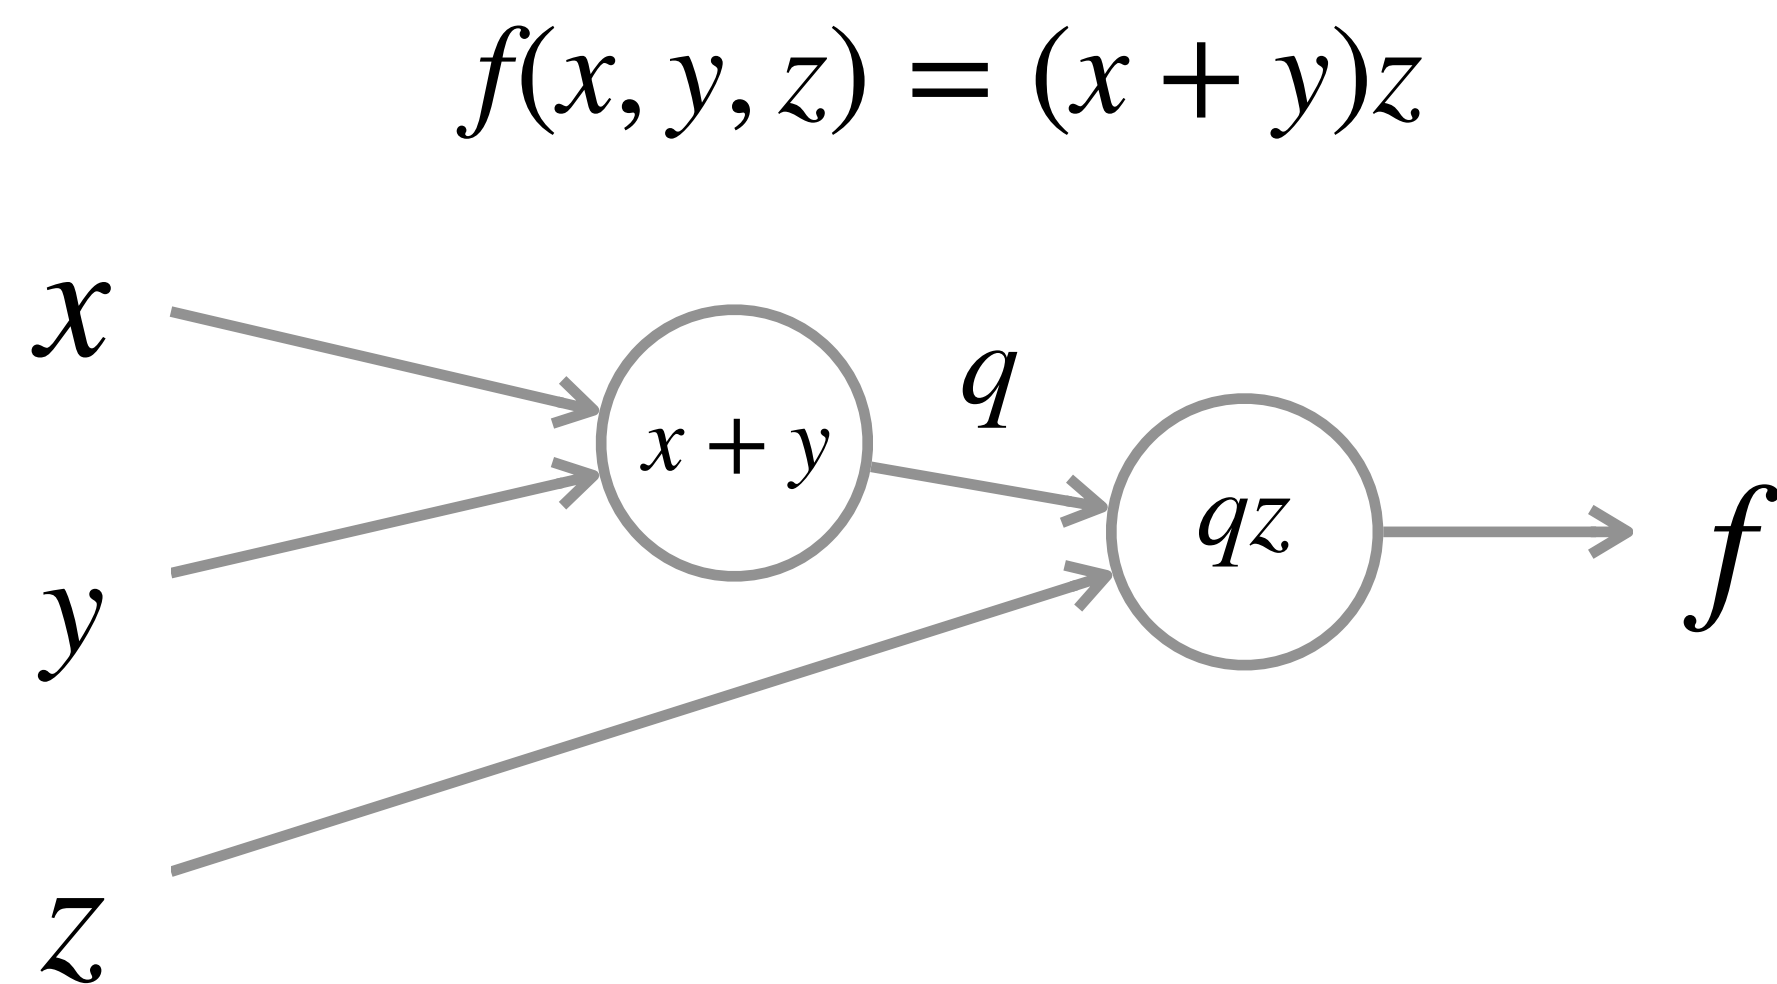 f(x, y, z) = (x + y)z
x
q
x + y
qz
f
y
z